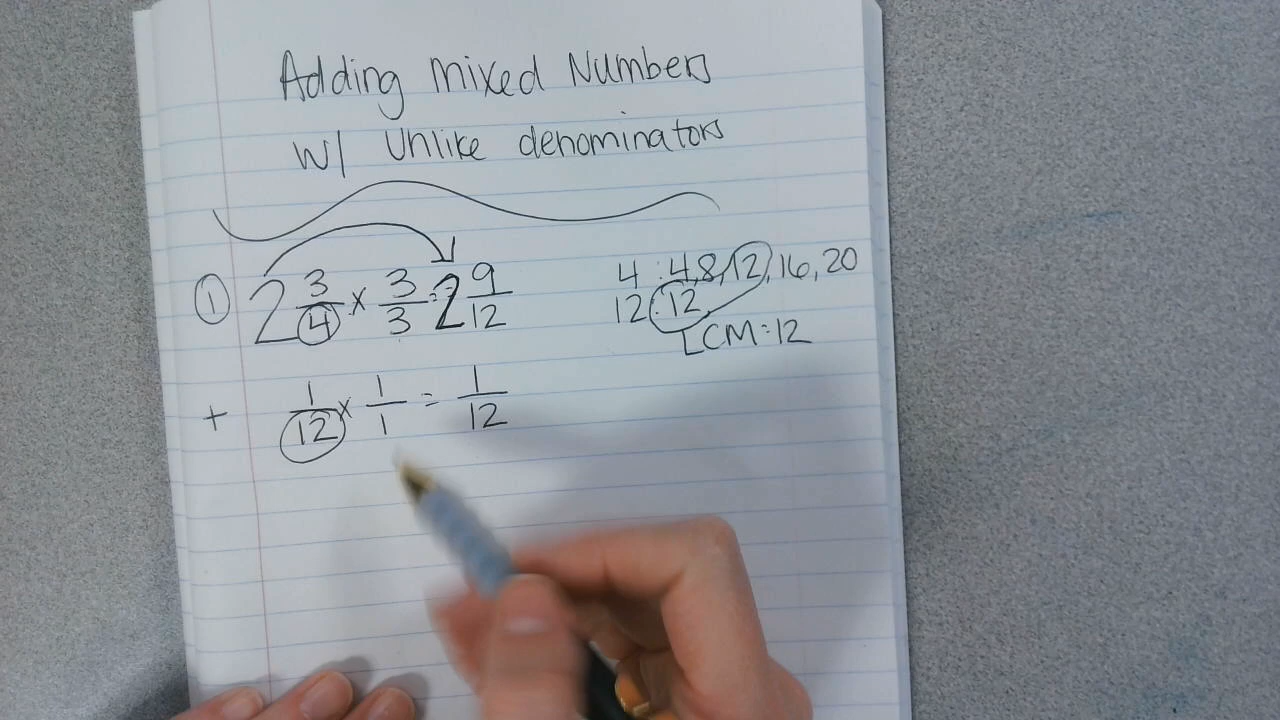 Adding Mixed Numbers
w/ Unlike denominators
① 2 3/4 x 3/3 = 2 9/12
+ 1/12 x 1/1 = 1/12
4 : 4, 8, 12, 16, 20
12 : 12
LCM = 12